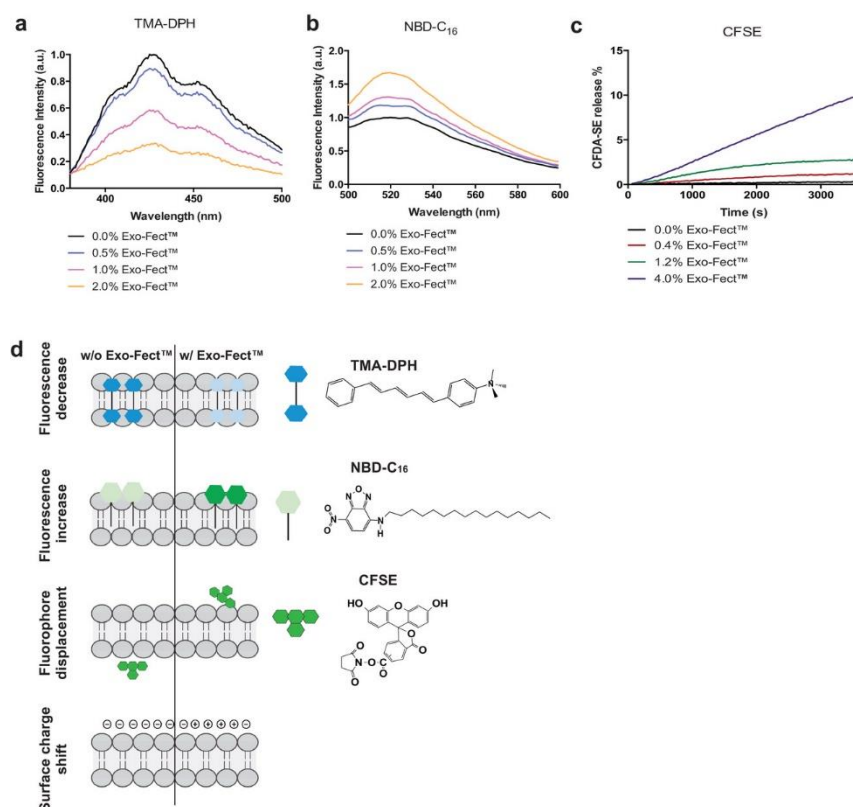 a
TMA-DPH
Fluorescence Intensity (a.u.)
1.0
0.8
0.6
0.4
0.2
0.0
400
450
500
Wavelength (nm)
0.0% Exo-Fect™
0.5% Exo-Fect™
1.0% Exo-Fect™
2.0% Exo-Fect™
b
NBD-C16
Fluorescence Intensity (a.u.)
2.0
1.5
1.0
0.5
0.0
500
520
540
560
580
600
Wavelength (nm)
0.0% Exo-Fect™
0.5% Exo-Fect™
1.0% Exo-Fect™
2.0% Exo-Fect™
c
CFSE
CFDA-SE release %
15
10
5
0
0
1000
2000
3000
Time (s)
0.0% Exo-Fect™
0.4% Exo-Fect™
1.2% Exo-Fect™
4.0% Exo-Fect™
d
w/o Exo-Fect™
w/ Exo-Fect™
Fluorescence
decrease
TMA-DPH
N
Fluorescence
increase
NBD-C16
O
N
N
O
N
O
N
H
Fluorophore
displacement
CFSE
HO
O
OH
O
O
O
N-O-C
O
O
Surface charge
shift